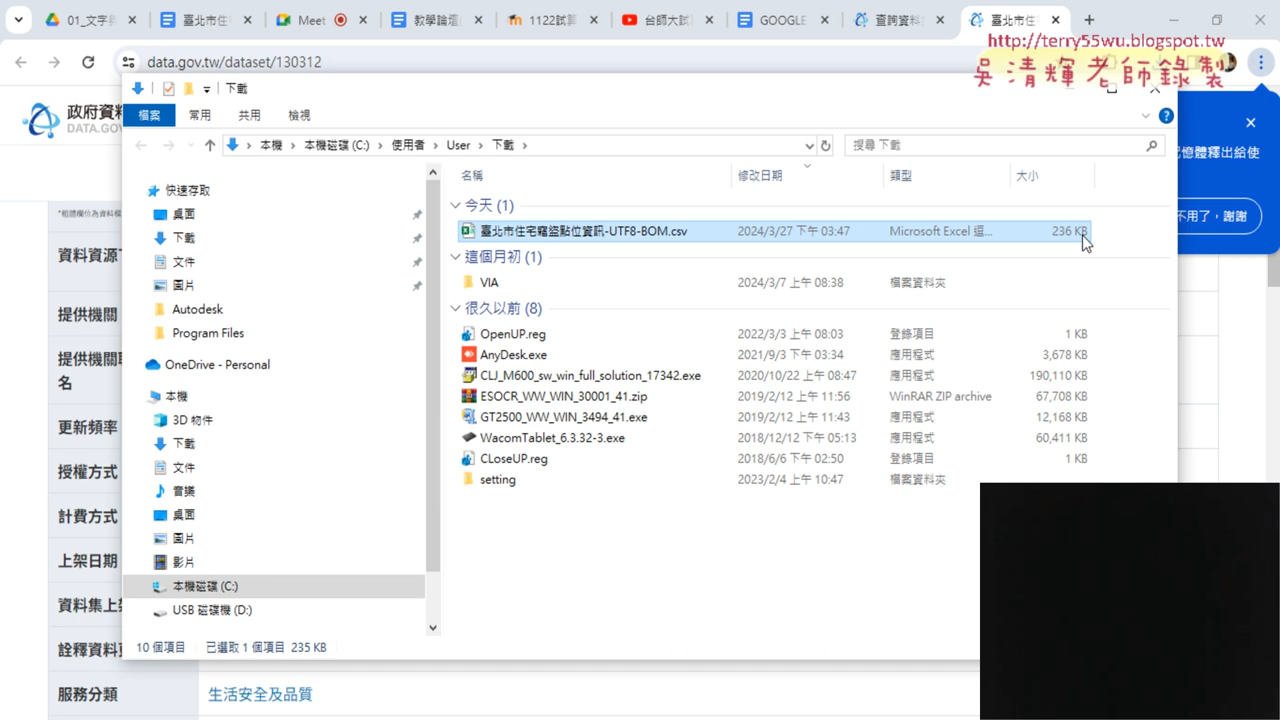 01_文字長
臺北市住宅
Meet
教學論壇
1122試算
台師大試
GOOGLE
查詢資料
臺北市住宅
data.gov.tw/dataset/130312
http://terry55wu.blogspot.tw
吳清輝老師錄製
下載
檔案 常用 共用 檢視
本機 本機磁碟 (C:) 使用者 User 下載
搜尋 下載
政府資料
DATA.GOV
憶體釋出給使
不用了，謝謝
快速存取
桌面
下載
文件
圖片
Autodesk
Program Files
OneDrive - Personal
本機
3D 物件
下載
文件
音樂
桌面
圖片
影片
本機磁碟 (C:)
USB 磁碟機 (D:)
名稱 修改日期 類型 大小
今天 (1)
臺北市住宅竊盜點位資訊-UTF8-BOM.csv 2024/3/27 下午 03:47 Microsoft Excel 逗... 236 KB
這個月初 (1)
VIA 2024/3/7 上午 08:38 檔案資料夾
很久以前 (8)
OpenUP.reg 2022/3/3 上午 08:03 登錄項目 1 KB
AnyDesk.exe 2021/9/3 下午 03:34 應用程式 3,678 KB
CLJ_M600_sw_win_full_solution_17342.exe 2020/10/22 上午 08:47 應用程式 190,110 KB
ESOCR_WW_WIN_30001_41.zip 2019/2/12 上午 11:56 WinRAR ZIP archive 67,708 KB
GT2500_WW_WIN_3494_41.exe 2019/2/12 上午 11:43 應用程式 12,168 KB
WacomTablet_6.3.32-3.exe 2018/12/12 下午 05:13 應用程式 60,411 KB
CLoseUP.reg 2018/6/6 下午 02:50 登錄項目 1 KB
setting 2023/2/4 上午 10:47 檔案資料夾
10 個項目 已選取 1 個項目 235 KB
資料資源下
提供機關
提供機關
名
更新頻率
授權方式
計費方式
上架日期
資料集上
詮釋資料
服務分類 生活安全及品質